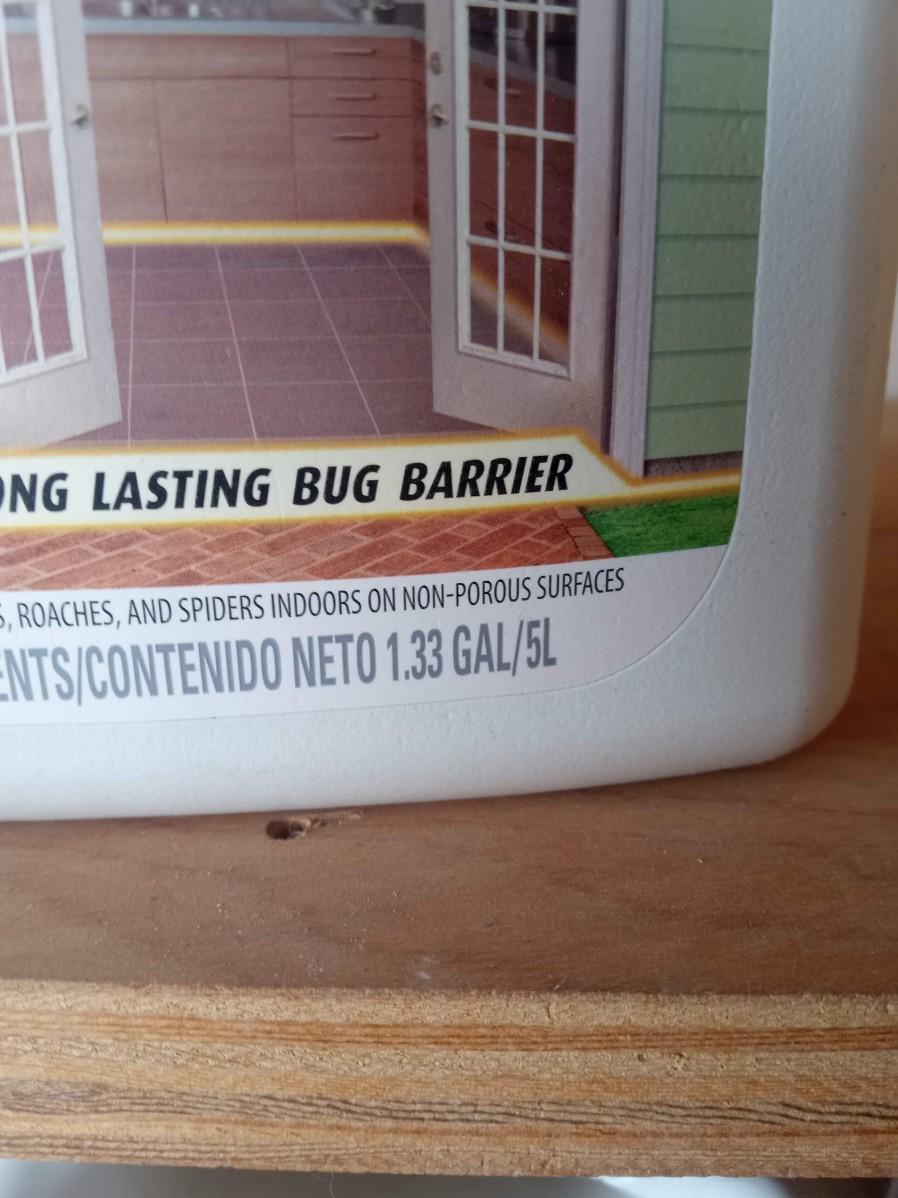 ONG LASTING BUG BARRIER
S, ROACHES, AND SPIDERS INDOORS ON NON-POROUS SURFACES
ENTS/CONTENIDO NETO 1.33 GAL/5L